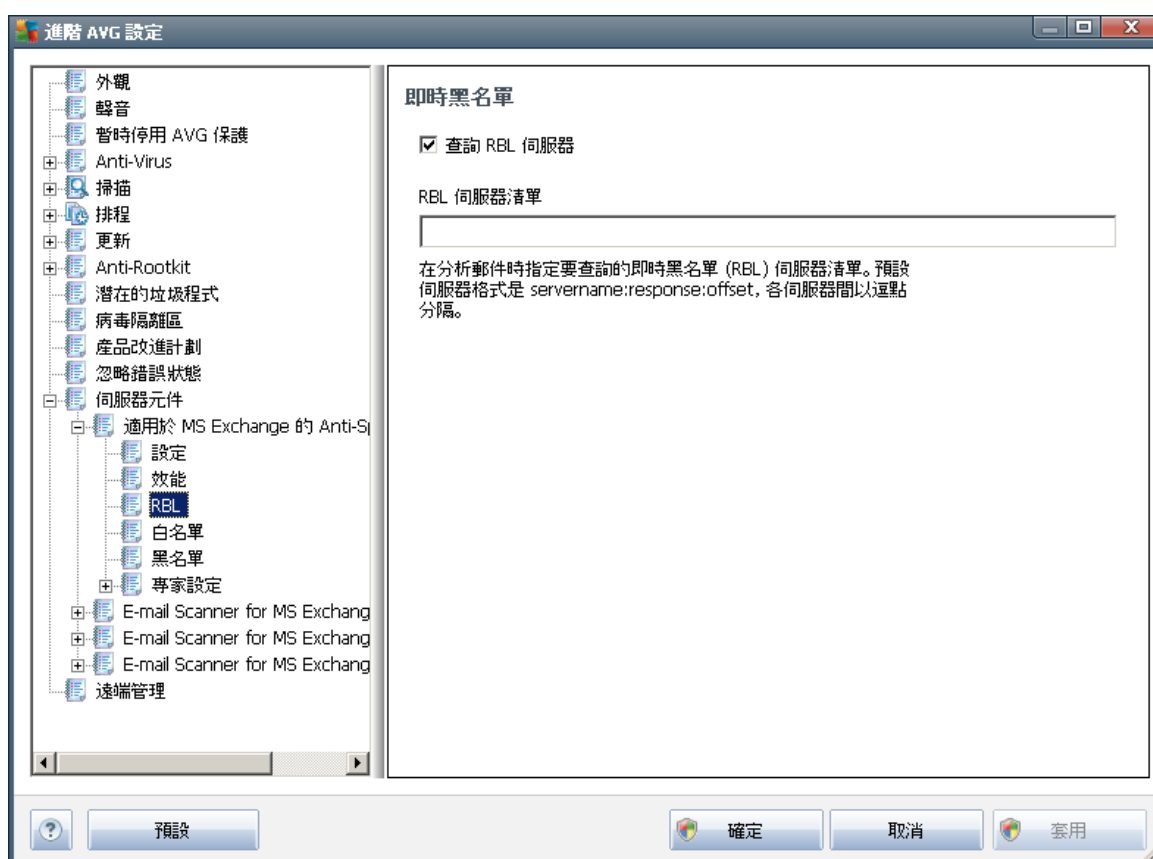 進階 AVG 設定
外觀
聲音
暫時停用 AVG 保護
Anti-Virus
掃描
排程
更新
Anti-Rootkit
潛在的垃圾程式
病毒隔離區
產品改進計劃
忽略錯誤狀態
伺服器元件
適用於 MS Exchange 的 Anti-Sp
設定
效能
RBL
白名單
黑名單
專家設定
E-mail Scanner for MS Exchang
E-mail Scanner for MS Exchang
E-mail Scanner for MS Exchang
遠端管理
即時黑名單
查詢 RBL 伺服器
RBL 伺服器清單
在分析郵件時指定要查詢的即時黑名單 (RBL) 伺服器清單。預設
伺服器格式是 servername:response:offset, 各伺服器間以逗點
分隔。
預設
確定
取消
套用